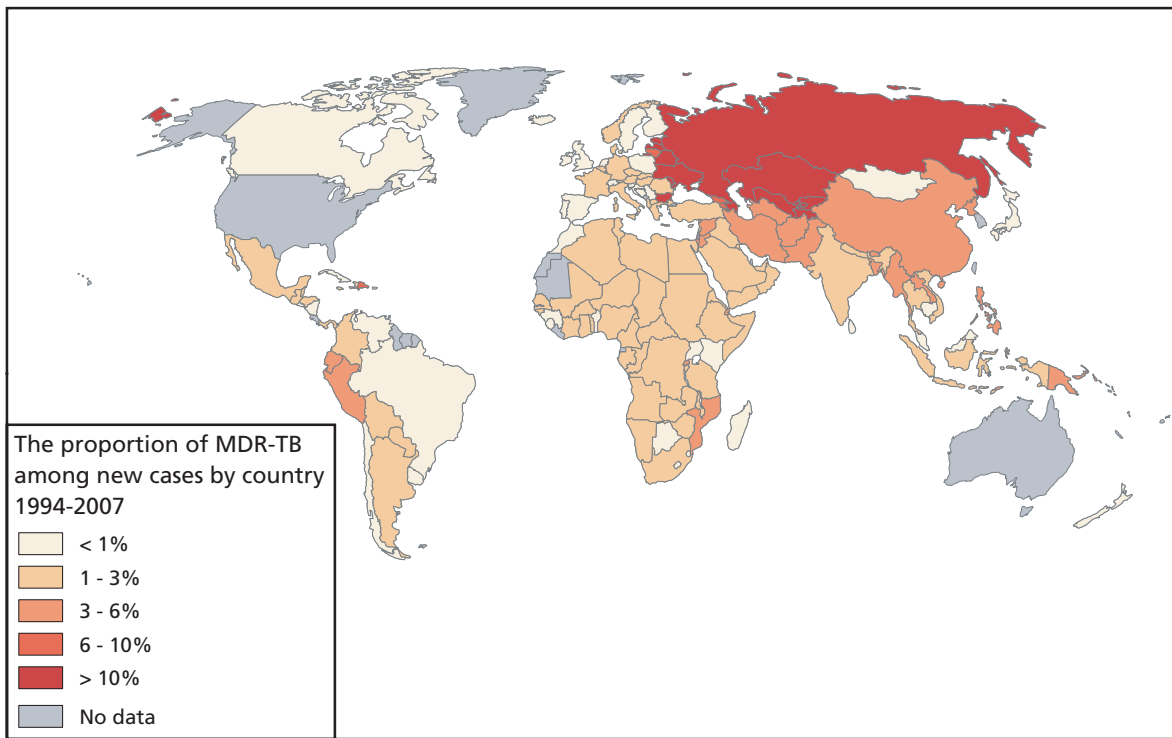 The proportion of MDR-TB
among new cases by country
1994-2007
< 1%
1 - 3%
3 - 6%
6 - 10%
> 10%
No data